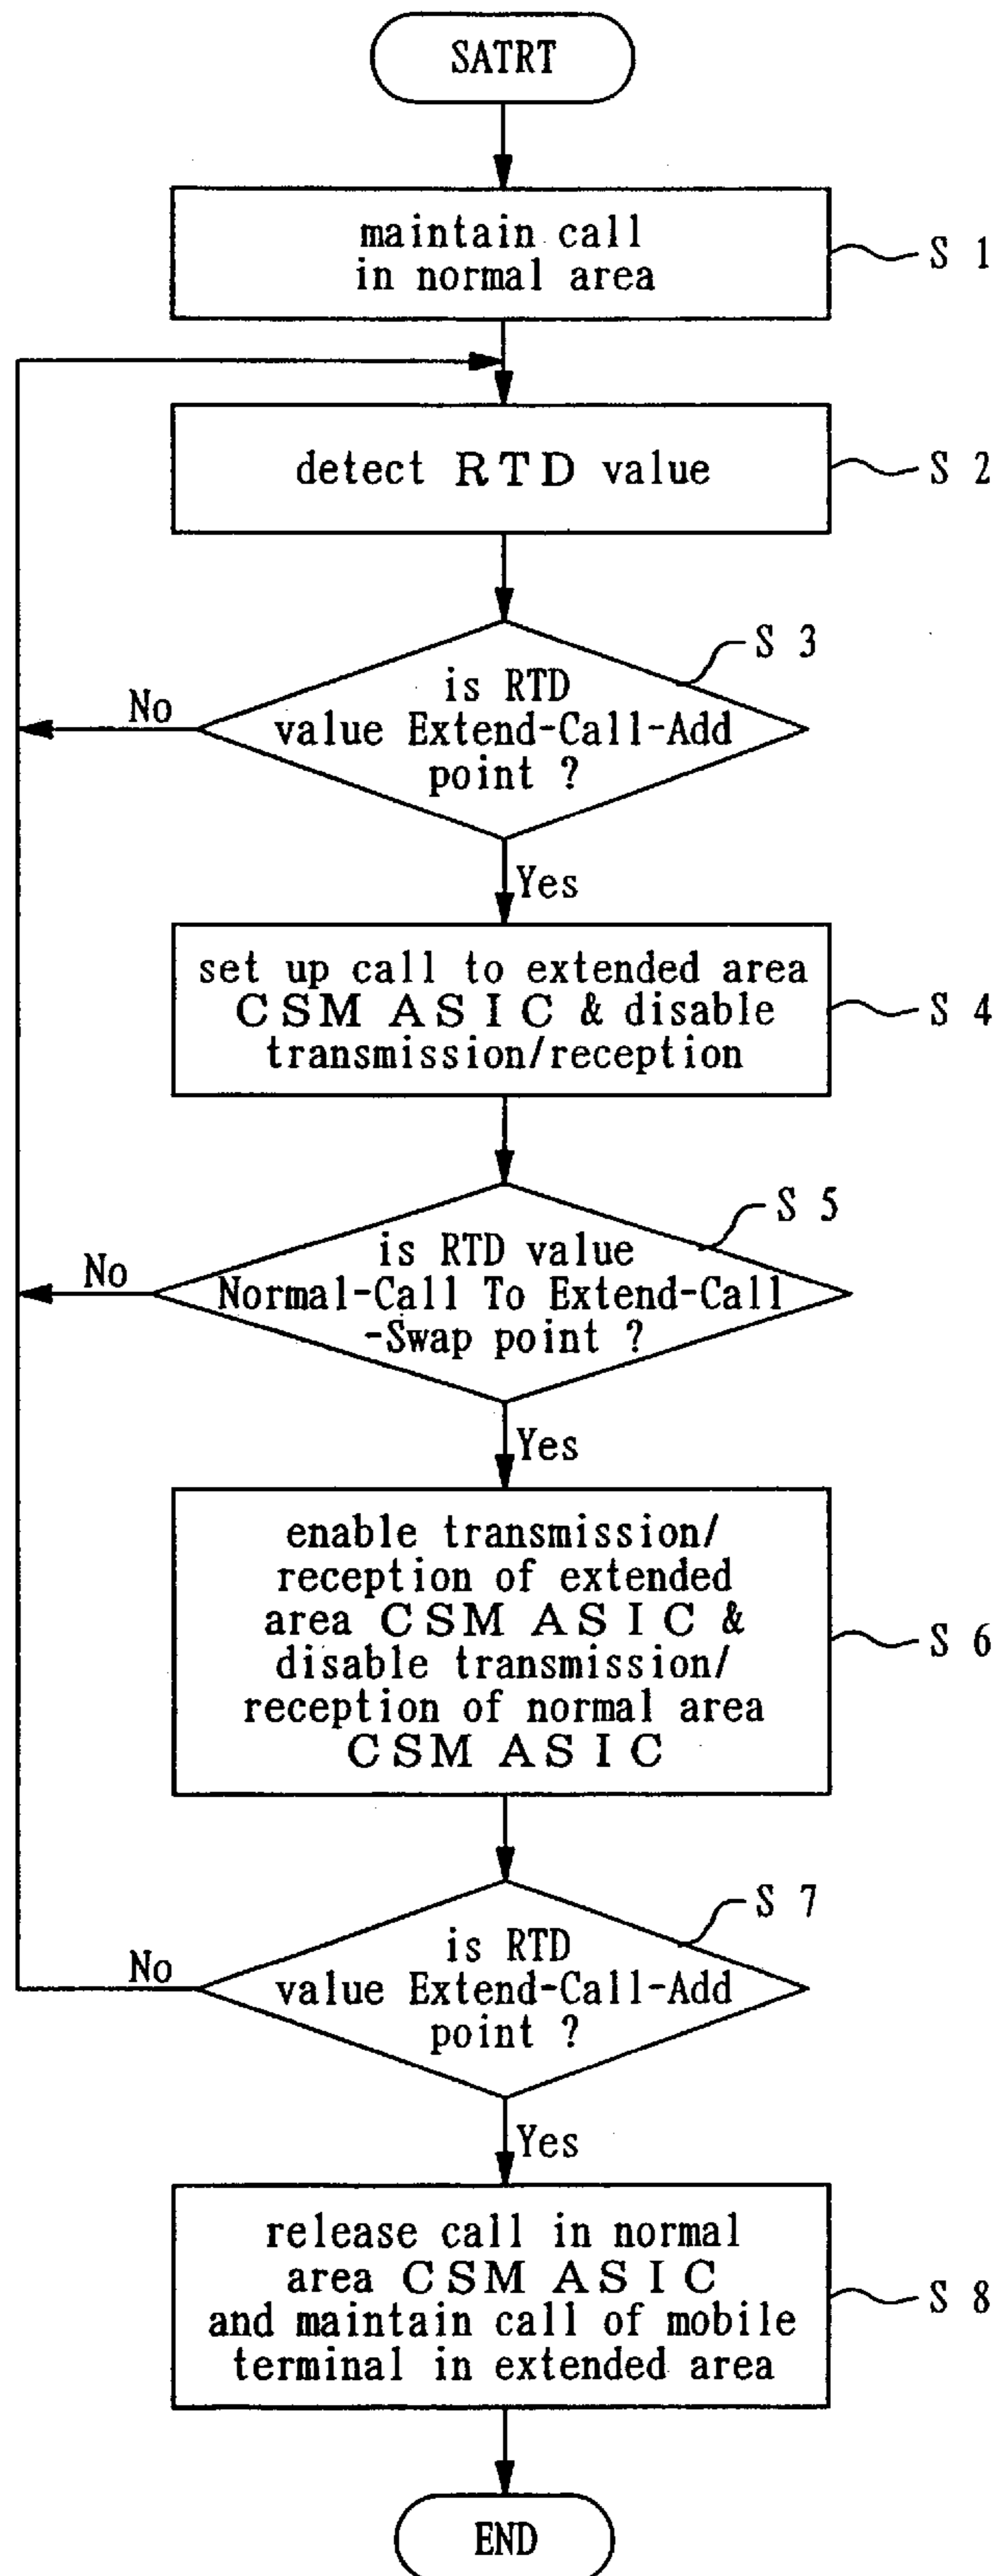 SATRT
maintain call
in normal area
S 1
detect RTD value
S 2
S 3
is RTD
value Extend-Call-Add
point ?
No
Yes
set up call to extended area
CSM ASIC & disable
transmission/reception
S 4
S 5
is RTD value
Normal-Call To Extend-Call
-Swap point ?
No
Yes
enable transmission/
reception of extended
area CSM ASIC &
disable transmission/
reception of normal area
CSM ASIC
S 6
S 7
is RTD
value Extend-Call-Add
point ?
No
Yes
release call in normal
area CSM ASIC
and maintain call of mobile
terminal in extended area
S 8
END